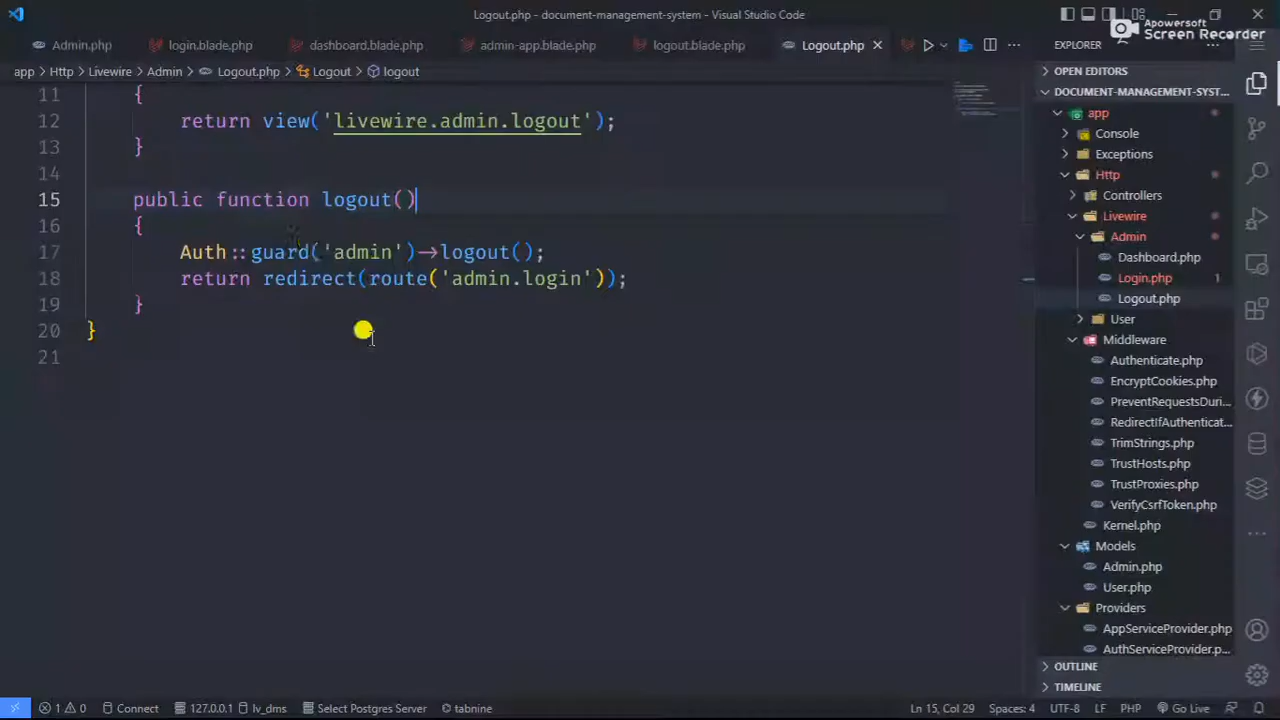 Logout.php - document-management-system - Visual Studio Code
Apowersoft
Screen Recorder
Admin.php login.blade.php dashboard.blade.php admin-app.blade.php logout.blade.php Logout.php
app > Http > Livewire > Admin > Logout.php > Logout > logout
11 {
12 return view('livewire.admin.logout');
13 }
14
15 public function logout()
16 {
17 Auth::guard('admin')->logout();
18 return redirect(route('admin.login'));
19 }
20 }
21
EXPLORER
OPEN EDITORS
DOCUMENT-MANAGEMENT-SYST...
app
Console
Exceptions
Http
Controllers
Livewire
Admin
Dashboard.php
Login.php 1
Logout.php
User
Middleware
Authenticate.php
EncryptCookies.php
PreventRequestsDuri...
RedirectIfAuthenticat...
TrimStrings.php
TrustHosts.php
TrustProxies.php
VerifyCsrfToken.php
Kernel.php
Models
Admin.php
User.php
Providers
AppServiceProvider.php
AuthServiceProvider.p...
OUTLINE
TIMELINE
1 0 Connect 127.0.0.1 lv_dms Select Postgres Server tabnine Ln 15, Col 29 Spaces: 4 UTF-8 LF PHP Go Live